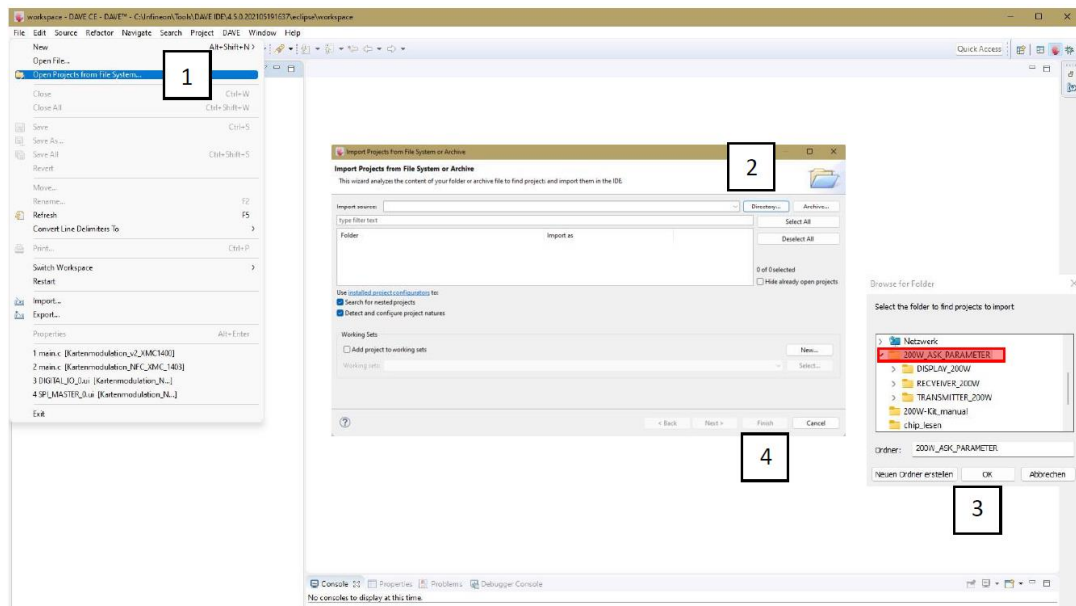 workspace - DAVE CE - DAVE™ - C:\Infineon\Tools\DAVE IDE\4.5.0.202105191637\eclipse\workspace
File Edit Source Refactor Navigate Search Project DAVE Window Help
New Alt+Shift+N >
Open File...
Open Projects from File System...
1
Quick Access
Close Ctrl+W
Close All Ctrl+Shift+W
Save Ctrl+S
Save As...
Save All Ctrl+Shift+S
Revert
Move...
Rename... F2
Refresh F5
Convert Line Delimiters To >
Print... Ctrl+P
Switch Workspace >
Restart
Import...
Export...
Properties Alt+Enter
1 main.c [Kartenmodulation_v2_XMC1400]
2 main.c [Kartenmodulation_NFC_XMC_1403]
3 DIGITAL_IO_0.ui [Kartenmodulation_N...]
4 SPI_MASTER_0.ui [Kartenmodulation_N...]
Exit
Import Projects from File System or Archive
2
Import Projects from File System or Archive
This wizard analyzes the content of your folder or archive file to find projects and import them in the IDE.
Import source: Directory... Archive...
type filter text Select All
Folder Import as Deselect All
0 of 0 selected
Hide already open projects
Use installed project configurators to:
Search for nested projects
Detect and configure project natures
Working Sets
Add project to working sets New...
Working sets: Select...
< Back Next > Finish Cancel
4
Browse for Folder
Select the folder to find projects to import
Netzwerk
200W_ASK_PARAMETER
DISPLAY_200W
RECYEIVER_200W
TRANSMITTER_200W
200W-Kit_manual
chip_lesen
Ordner: 200W_ASK_PARAMETER
Neuen Ordner erstellen OK Abbrechen
3
Console Properties Problems Debugger Console
No consoles to display at this time.